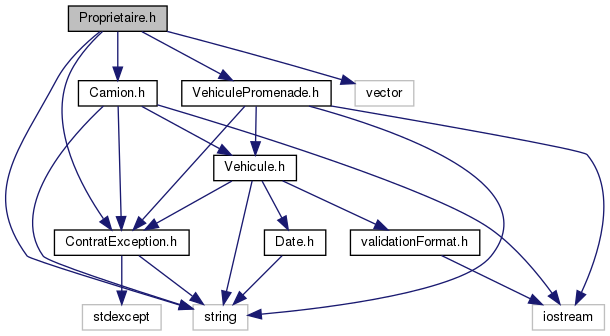 Proprietaire.h
Camion.h
VehiculePromenade.h
vector
Vehicule.h
ContratException.h
Date.h
validationFormat.h
stdexcept
string
iostream